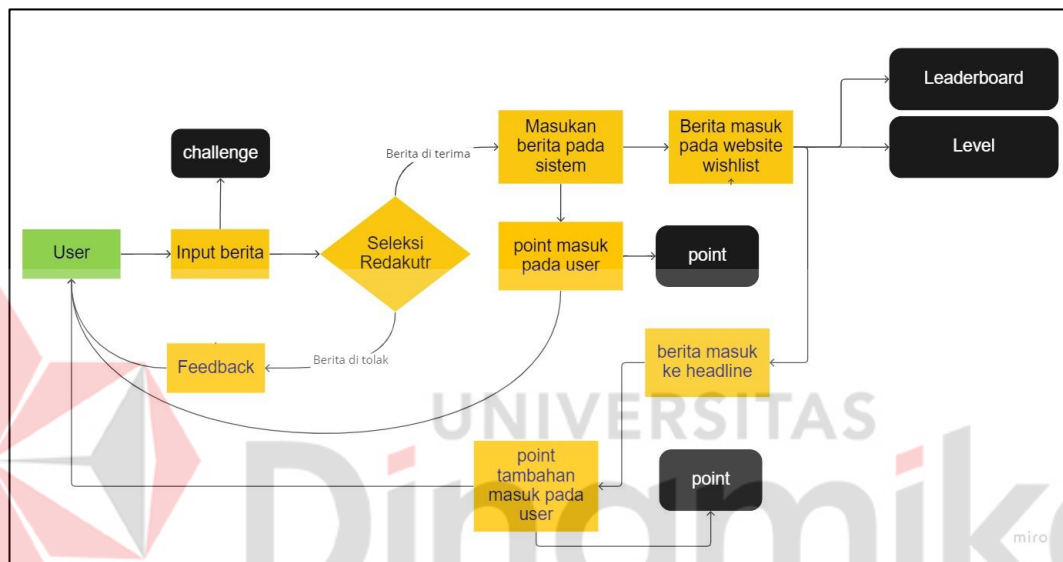 Leaderboard
Masukan
berita pada
sistem
Berita masuk
pada website
wishlist
Level
challenge
Berita di terima
User
Input berita
Seleksi
Redakutr
point masuk
pada user
point
Feedback
Berita di tolak
berita masuk
ke headline
UNIVERSITAS
Dinamika
point
tambahan
masuk pada
user
point
miro